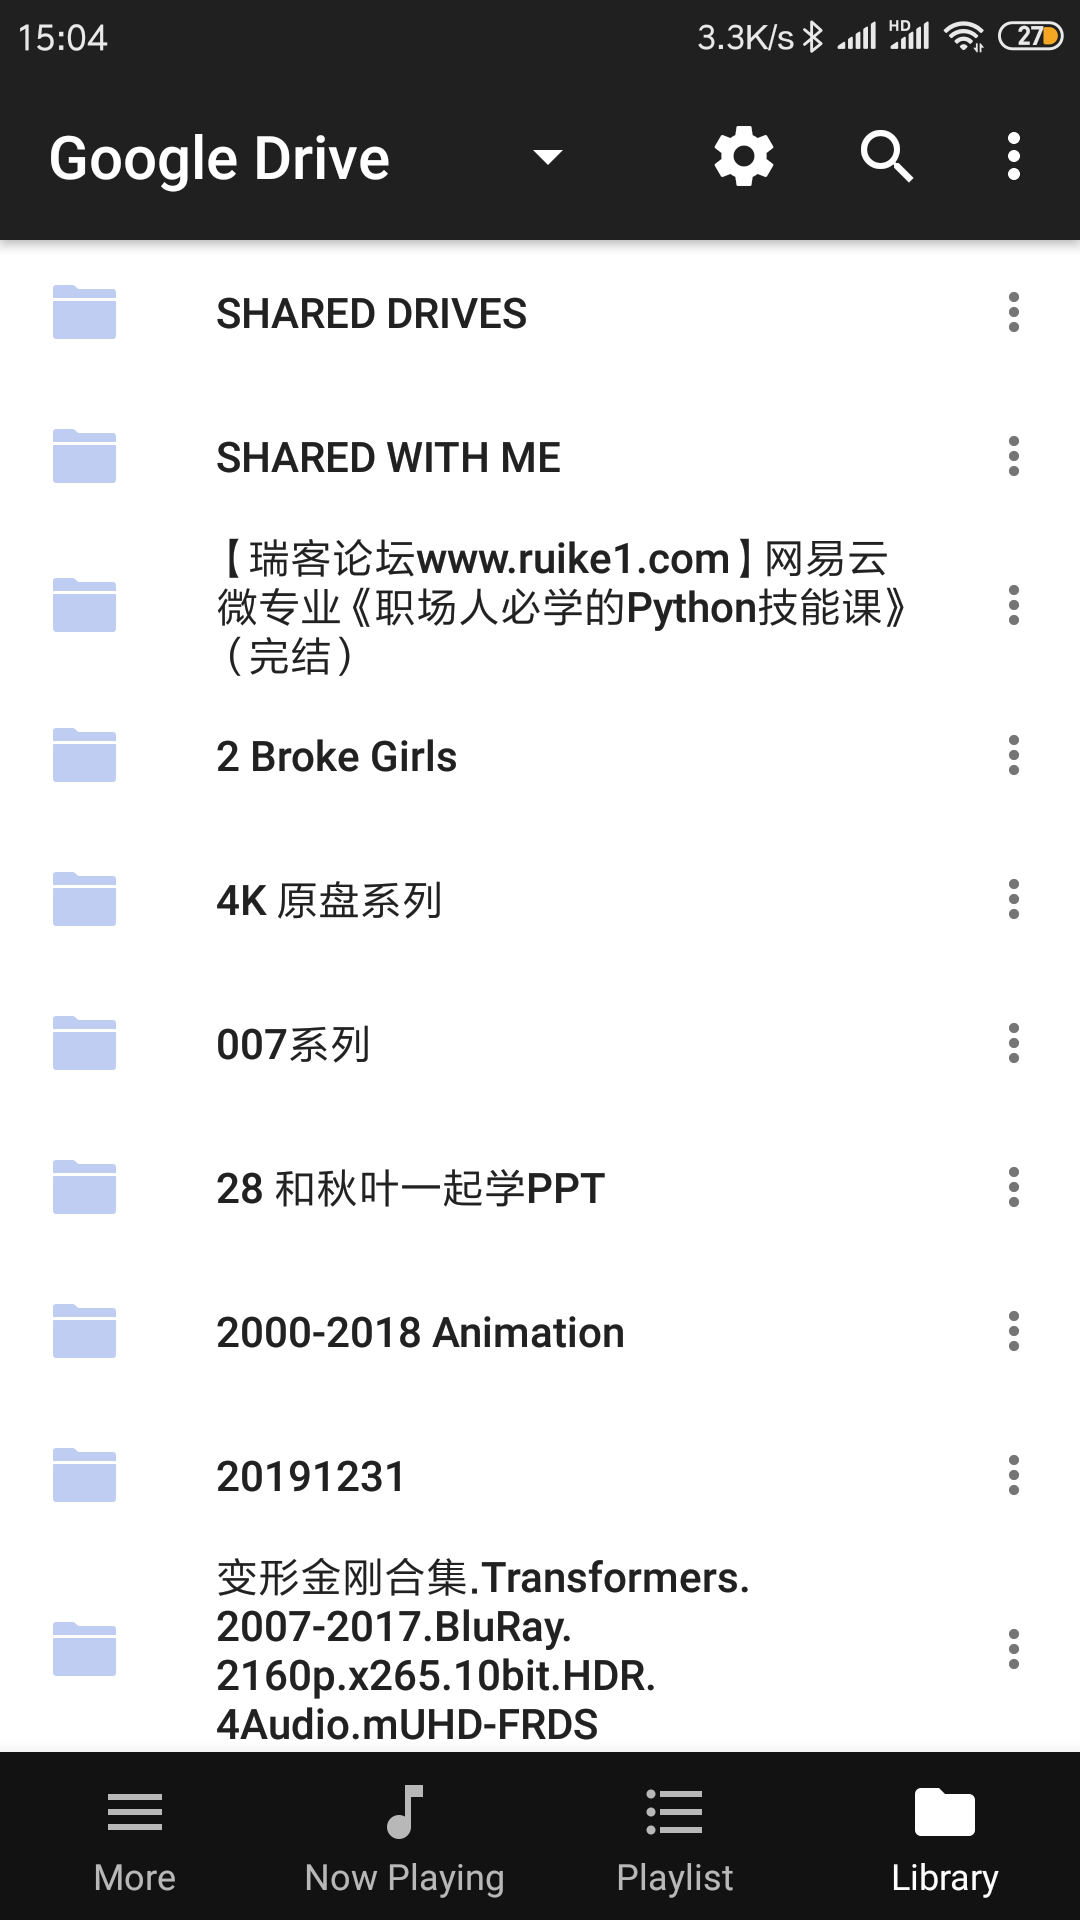 15:04
3.3K/s
HD
27
Google Drive
SHARED DRIVES
SHARED WITH ME
【瑞客论坛www.ruike1.com】网易云
微专业《职场人必学的Python技能课》
（完结）
2 Broke Girls
4K 原盘系列
007系列
28 和秋叶一起学PPT
2000-2018 Animation
20191231
变形金刚合集.Transformers.
2007-2017.BluRay.
2160p.x265.10bit.HDR.
4Audio.mUHD-FRDS
More
Now Playing
Playlist
Library